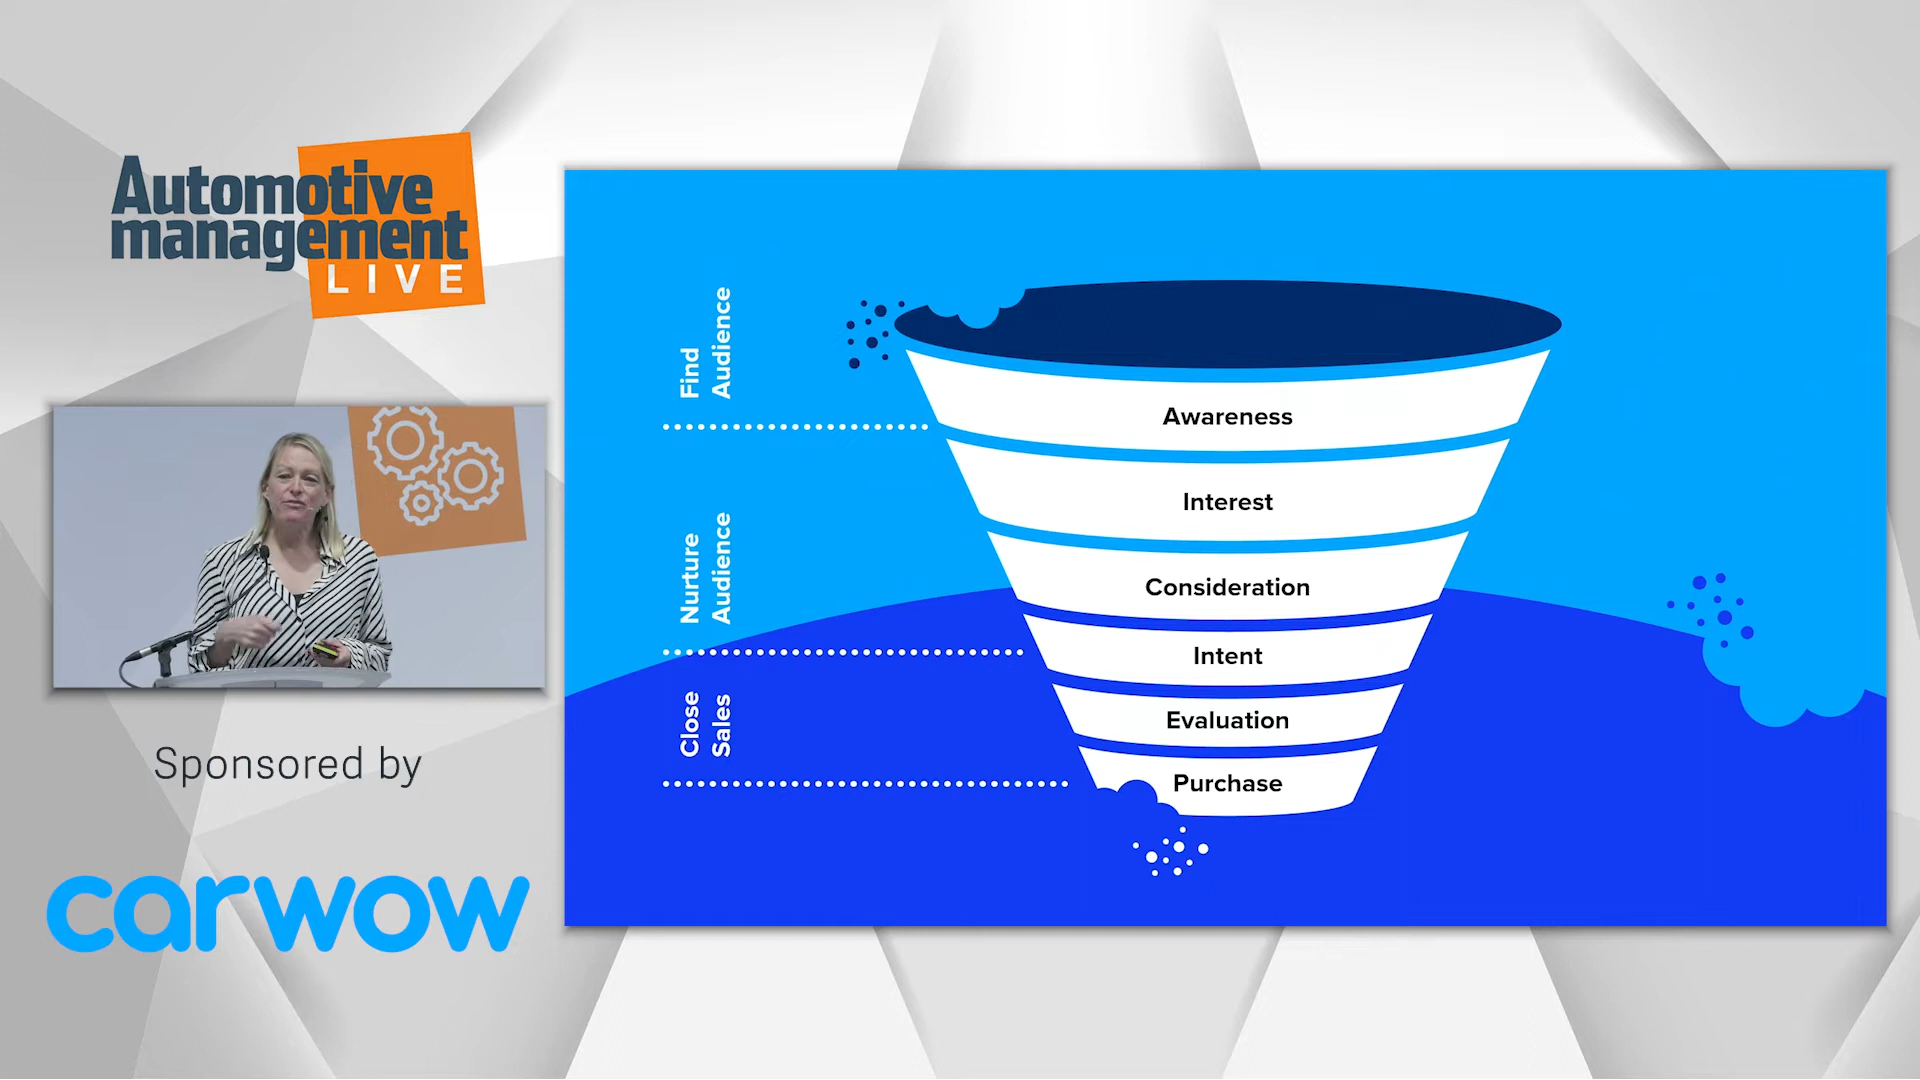 Automotive
management
LIVE
Sponsored by
carwow
Find
Audience
Nurture
Audience
Close
Sales
Awareness
Interest
Consideration
Intent
Evaluation
Purchase